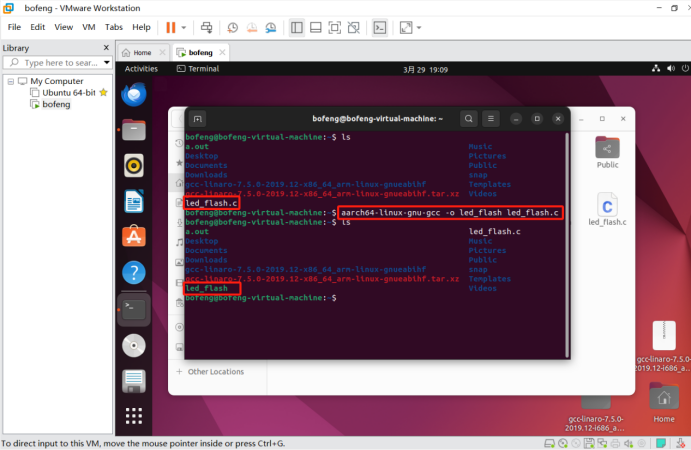 bofeng - VMware Workstation
File Edit View VM Tabs Help
Library
Type here to sear...
My Computer
Ubuntu 64-bit
bofeng
Home
bofeng
Activities
Terminal
3月 29 19:09
bofeng@bofeng-virtual-machine: ~
bofeng@bofeng-virtual-machine:~$ ls
a.out Music
Desktop Pictures
Documents Public
Downloads snap
gcc-linaro-7.5.0-2019.12-x86_64_arm-linux-gnueabihf Templates
gcc-linaro-7.5.0-2019.12-x86_64_arm-linux-gnueabihf.tar.xz Videos
led_flash.c
bofeng@bofeng-virtual-machine:~$ aarch64-linux-gnu-gcc -o led_flash led_flash.c
bofeng@bofeng-virtual-machine:~$ ls
a.out led_flash.c
Desktop Music
Documents Pictures
Downloads Public
gcc-linaro-7.5.0-2019.12-x86_64_arm-linux-gnueabihf snap
gcc-linaro-7.5.0-2019.12-x86_64_arm-linux-gnueabihf.tar.xz Templates
led_flash Videos
bofeng@bofeng-virtual-machine:~$
Public
C
led_flash.c
+ Other Locations
gcc-linaro-7.5.0-
2019.12-i686_a...
gcc-linaro-7.5.0-
2019.12-i686_a...
Home
To direct input to this VM, move the mouse pointer inside or press Ctrl+G.